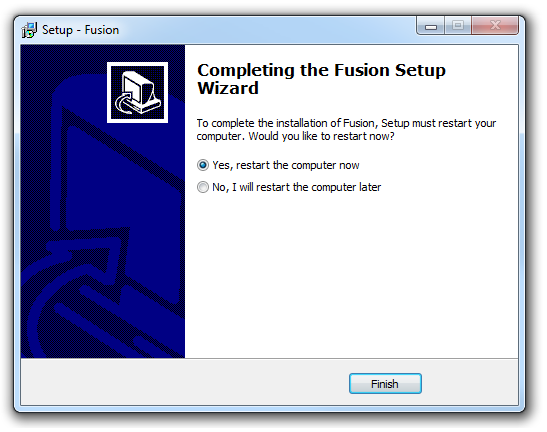 Setup - Fusion
Completing the Fusion Setup
Wizard
To complete the installation of Fusion, Setup must restart your
computer. Would you like to restart now?
Yes, restart the computer now
No, I will restart the computer later
Finish